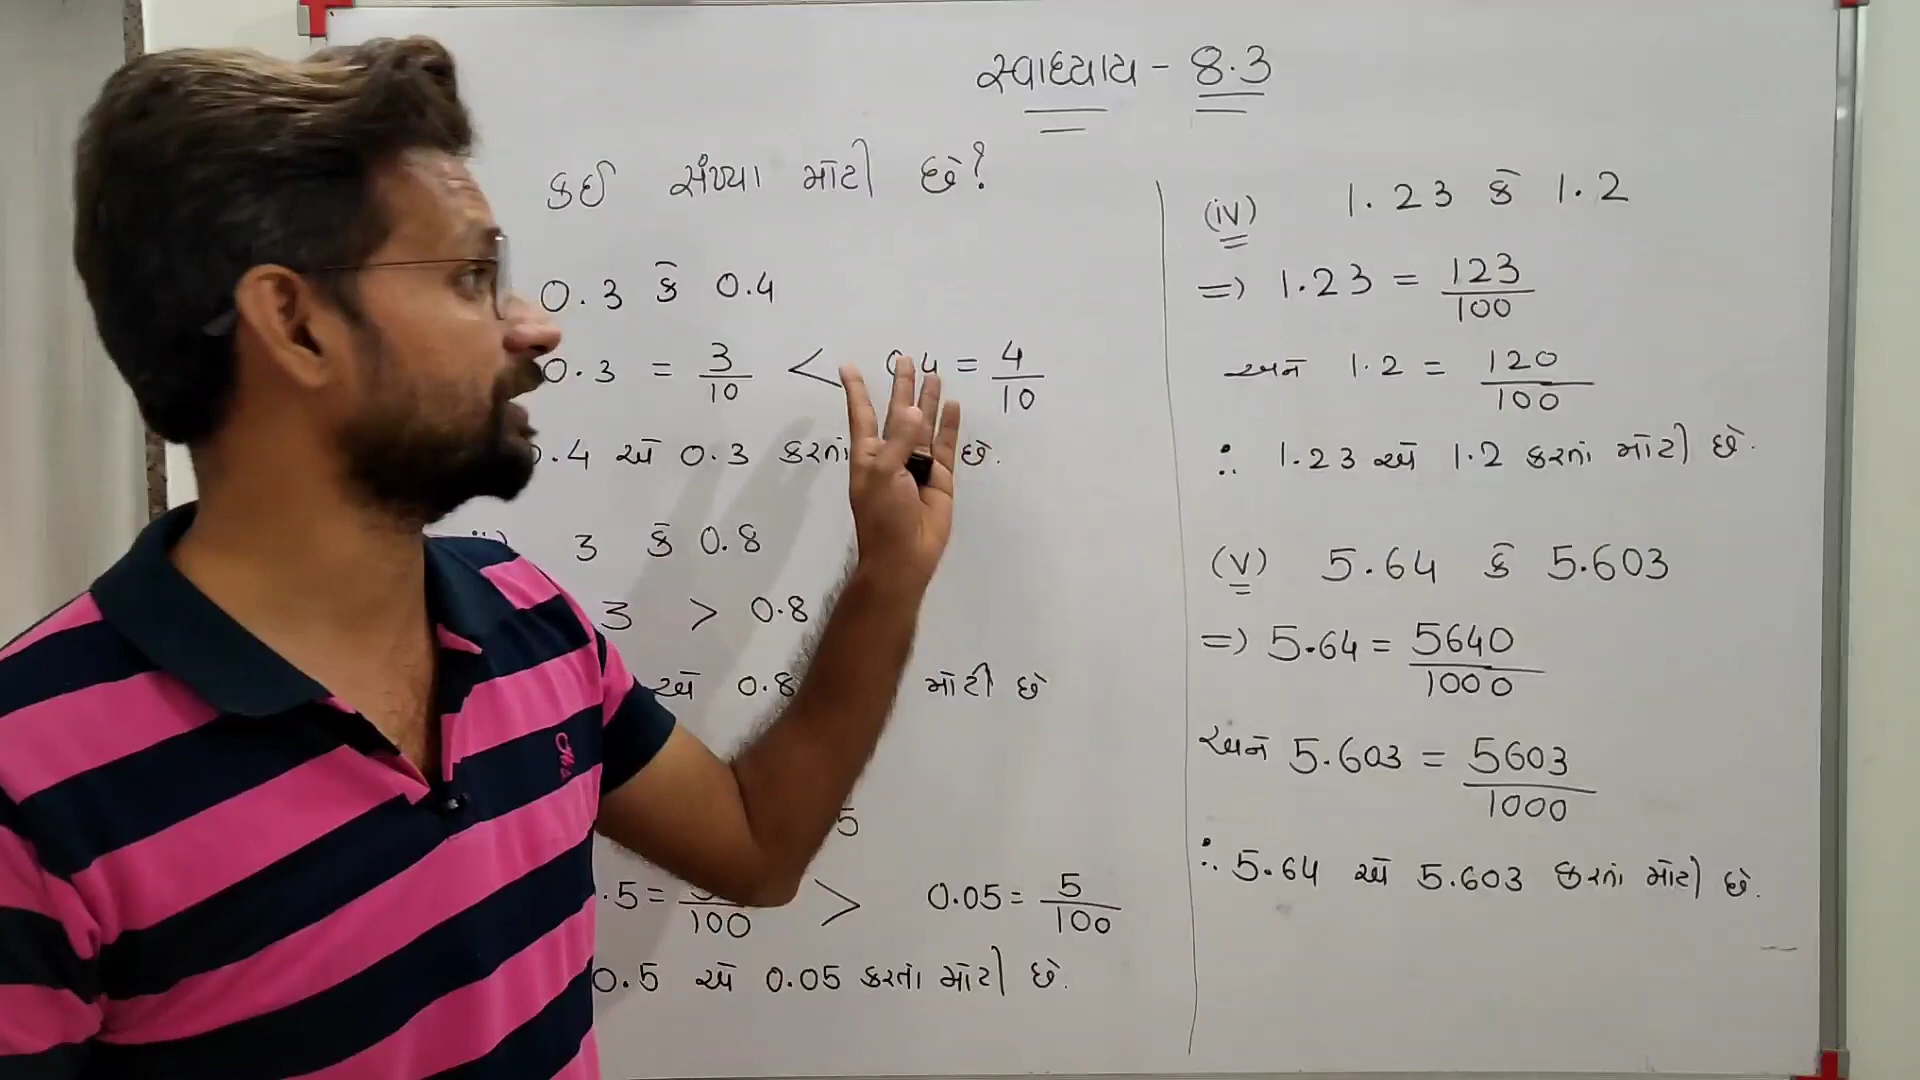 સ્વાધ્યાય - 8.3
કઈ સંખ્યા મોટી છે?
0.3 કે 0.4
0.3 = 3/10 < 0.4 = 4/10
0.4 એ 0.3 કરતાં છે.
3 કે 0.8
3 > 0.8
એ 0.8 મોટી છે
5
.5 = /100 > 0.05 = 5/100
0.5 એ 0.05 કરતાં મોટી છે.
(iv) 1.23 કે 1.2
=> 1.23 = 123/100
અને 1.2 = 120/100
∴ 1.23 એ 1.2 કરતાં મોટી છે.
(v) 5.64 કે 5.603
=> 5.64 = 5640/1000
અને 5.603 = 5603/1000
∴ 5.64 એ 5.603 કરતાં મોટી છે.